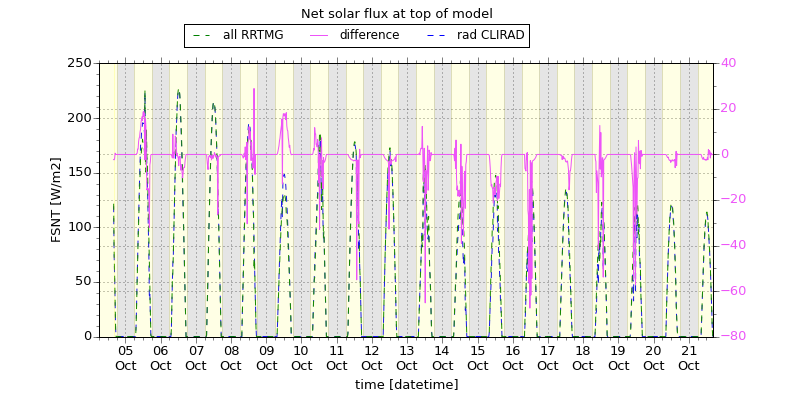 Net solar flux at top of model
all RRTMG difference rad CLIRAD
250 40
200 20
150 0
100 −20
50 −40
0 −60
−80
FSNT [W/m2]
05 06 07 08 09 10 11 12 13 14 15 16 17 18 19 20 21
Oct Oct Oct Oct Oct Oct Oct Oct Oct Oct Oct Oct Oct Oct Oct Oct Oct
time [datetime]